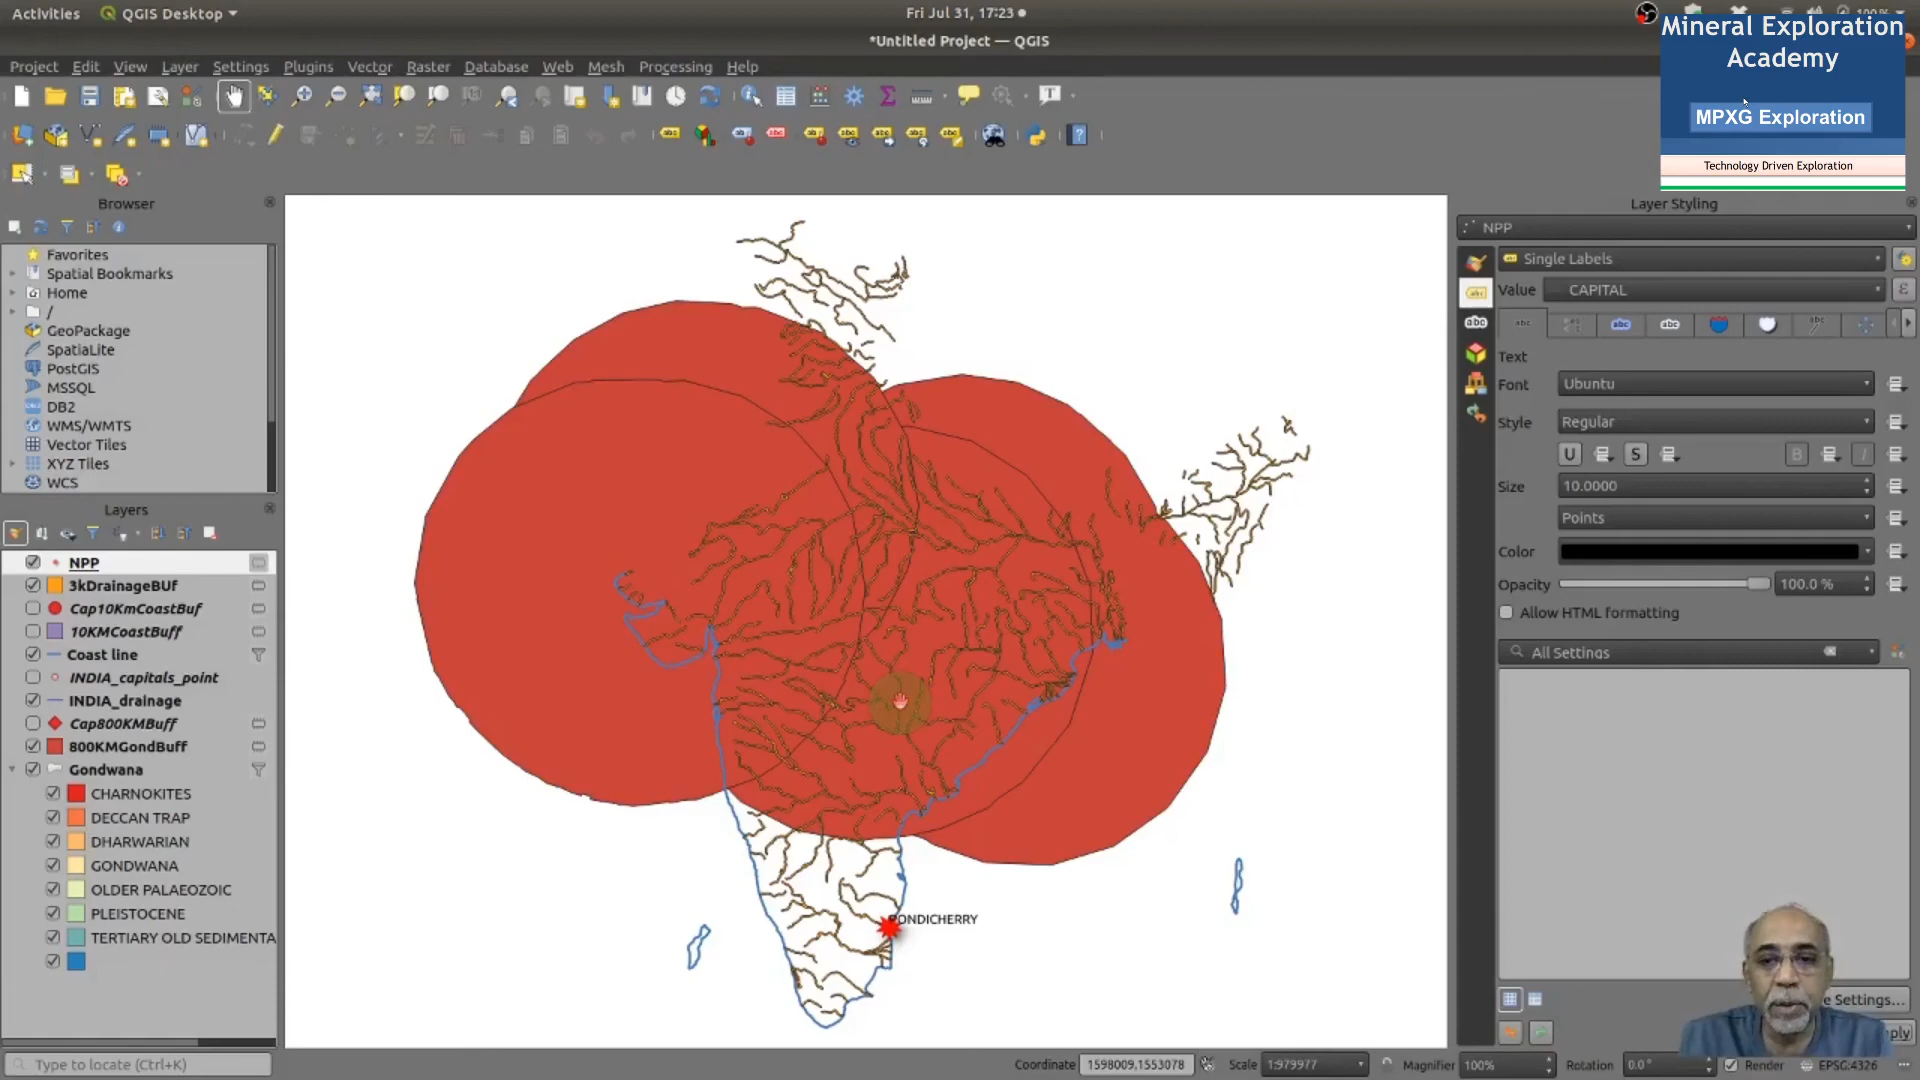 Activities
QGIS Desktop
Fri Jul 31, 17:23
*Untitled Project — QGIS
Mineral Exploration
Academy
MPXG Exploration
Technology Driven Exploration
Project Edit View Layer Settings Plugins Vector Raster Database Web Mesh Processing Help
Browser
Favorites
Spatial Bookmarks
Home
/
GeoPackage
SpatiaLite
PostGIS
MSSQL
DB2
WMS/WMTS
Vector Tiles
XYZ Tiles
WCS
Layers
NPP
3kDrainageBUf
Cap10KmCoastBuf
10KMCoastBuff
Coast line
INDIA_capitals_point
INDIA_drainage
Cap800KMBuff
800KMGondBuff
Gondwana
CHARNOKITES
DECCAN TRAP
DHARWARIAN
GONDWANA
OLDER PALAEOZOIC
PLEISTOCENE
TERTIARY OLD SEDIMENTA
PONDICHERRY
Layer Styling
NPP
Single Labels
Value CAPITAL
Text
Font Ubuntu
Style Regular
U S B I
Size 10.0000
Points
Color
Opacity 100.0 %
Allow HTML formatting
All Settings
e Settings...
ply
Type to locate (Ctrl+K)
Coordinate 1598009,1553078
Scale 1:979977
Magnifier 100%
Rotation 0.0°
Render
EPSG:4326